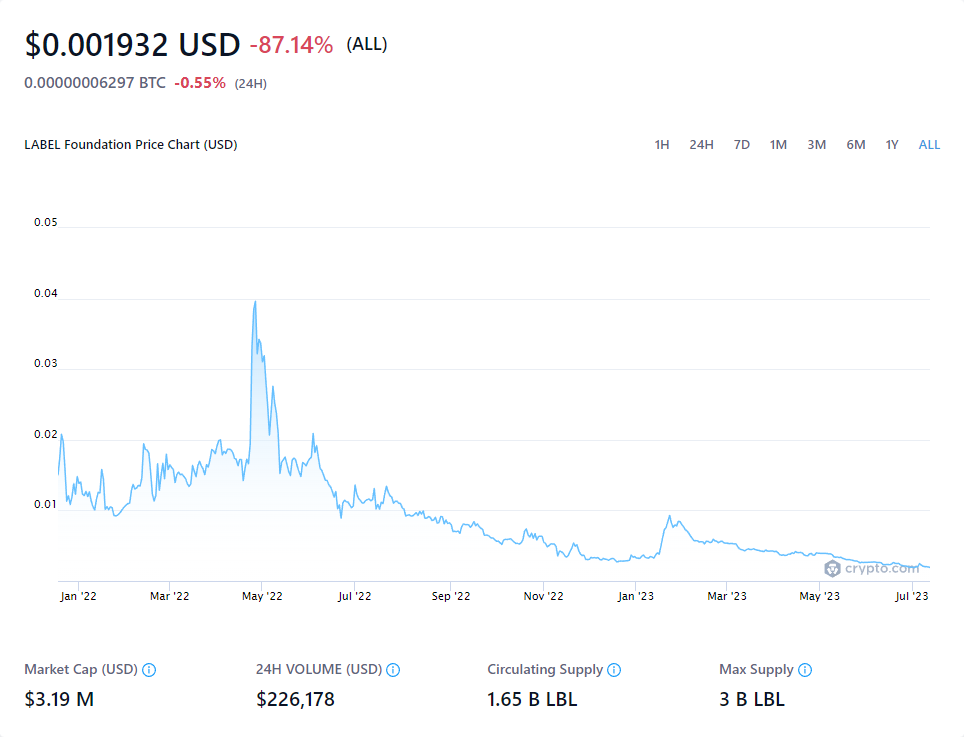 $0.001932 USD -87.14% (ALL)
0.00000006297 BTC -0.55% (24H)
LABEL Foundation Price Chart (USD) 1H 24H 7D 1M 3M 6M 1Y ALL
0.05
0.04
0.03
0.02
0.01
crypto.com
Jan '22 Mar '22 May '22 Jul '22 Sep '22 Nov '22 Jan '23 Mar '23 May '23 Jul '23
Market Cap (USD) 24H VOLUME (USD) Circulating Supply Max Supply
$3.19 M $226,178 1.65 B LBL 3 B LBL